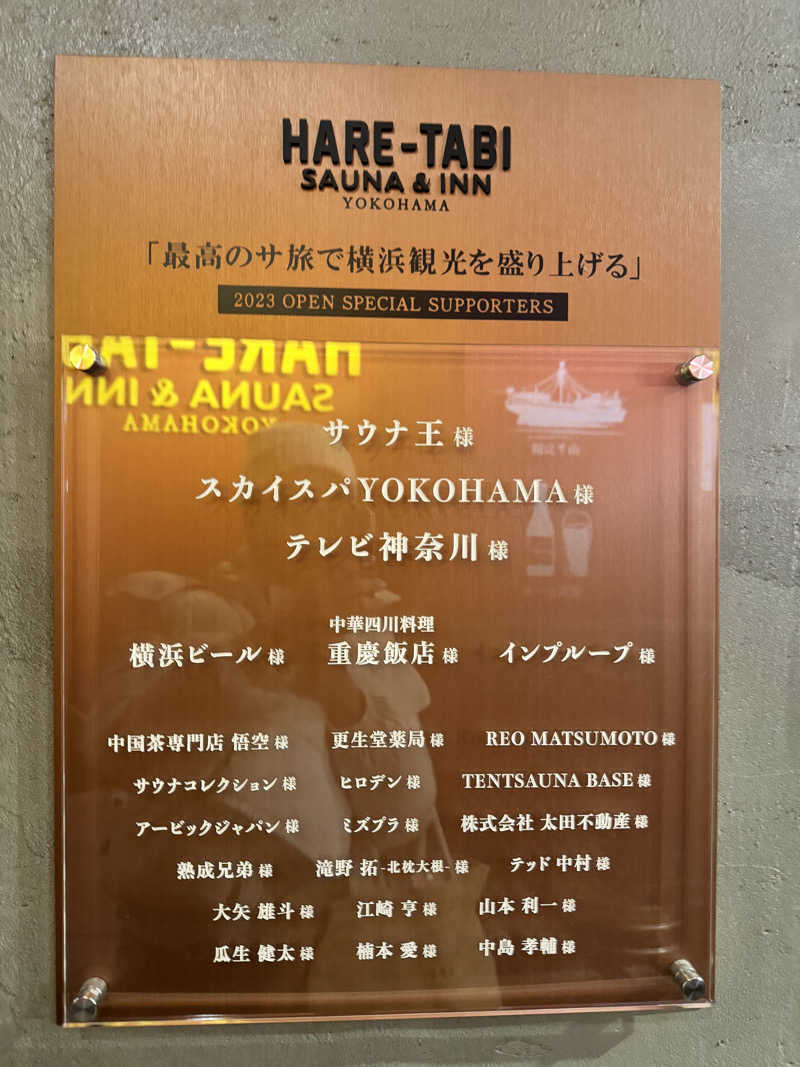 HARE-TABI
SAUNA & INN
YOKOHAMA
「最高のサ旅で横浜観光を盛り上げる」
2023 OPEN SPECIAL SUPPORTERS
HARE-TABI
SAUNA & INN
YOKOHAMA
サウナ王 様
スカイスパYOKOHAMA 様
テレビ神奈川 様
中華四川料理
横浜ビール 様 重慶飯店 様 インプループ 様
中国茶専門店 悟空 様 更生堂薬局 様 REO MATSUMOTO 様
サウナコレクション 様 ヒロデン 様 TENTSAUNA BASE 様
アービックジャパン 様 ミズプラ 様 株式会社 太田不動産 様
熟成兄弟 様 滝野 拓 -北枕大根- 様 テッド 中村 様
大矢 雄斗 様 江崎 亨 様 山本 利一 様
瓜生 健太 様 楠本 愛 様 中島 孝輔 様